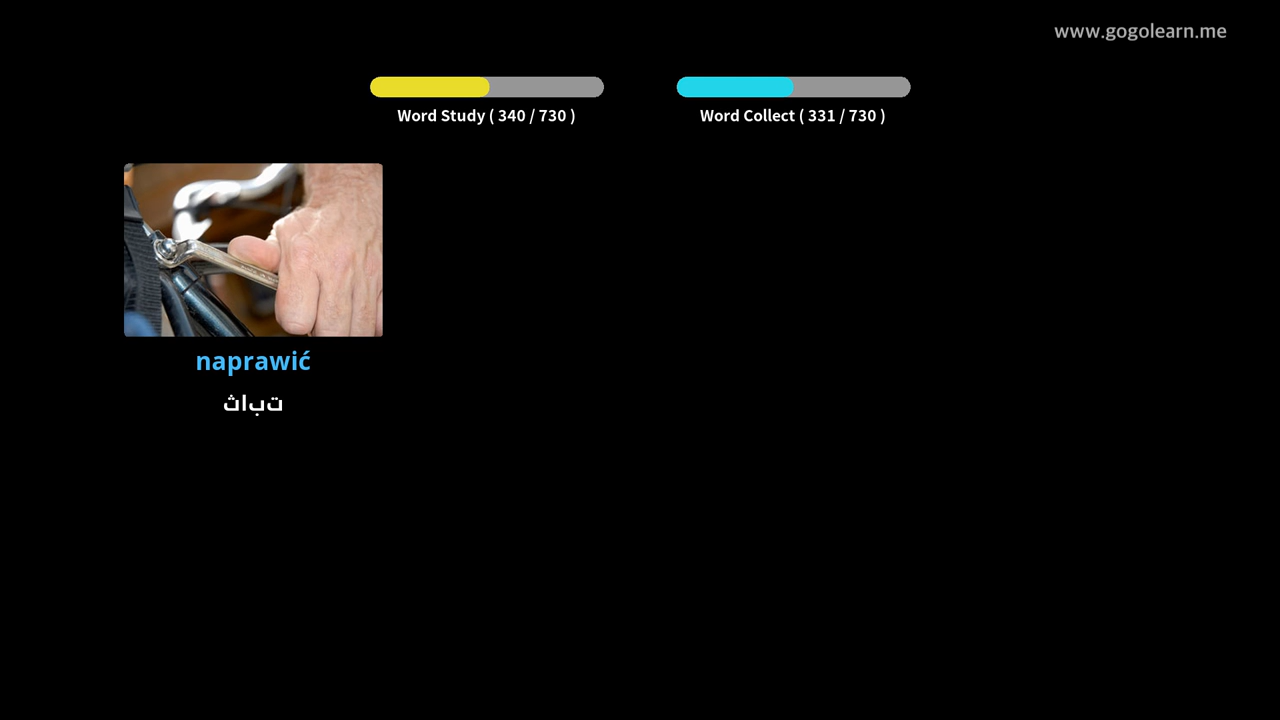 www.gogolearn.me
Word Study ( 340 / 730 )
Word Collect ( 331 / 730 )
naprawić
تباث